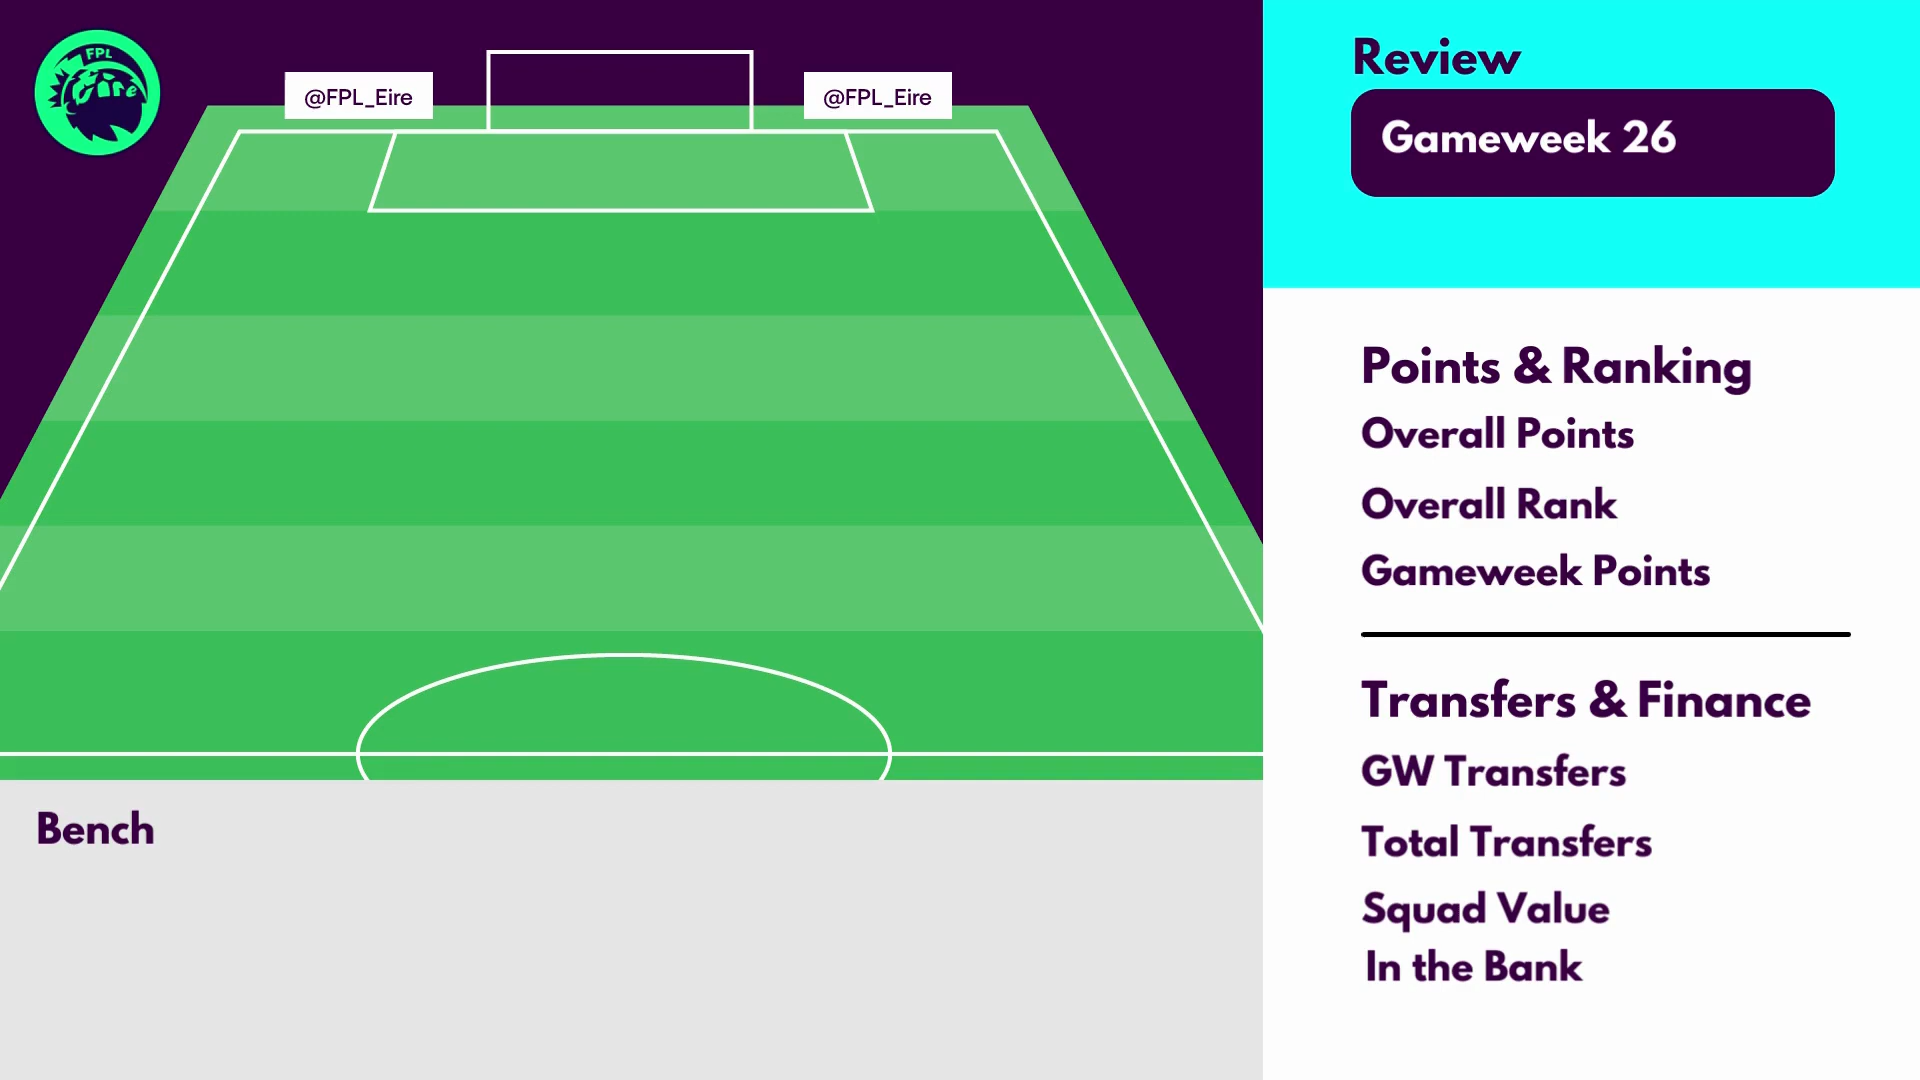 FPL
Eire
@FPL_Eire
@FPL_Eire
Review
Gameweek 26
Points & Ranking
Overall Points
Overall Rank
Gameweek Points
Transfers & Finance
GW Transfers
Total Transfers
Squad Value
In the Bank
Bench